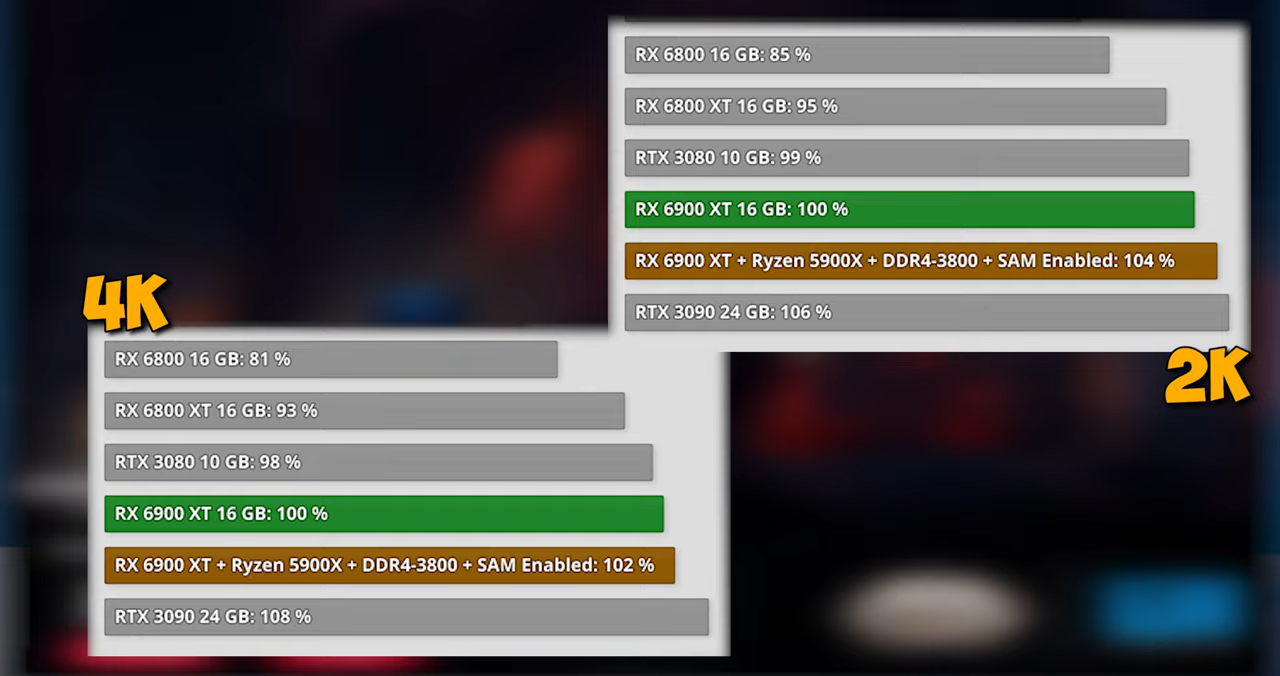 RX 6800 16 GB: 85 %
RX 6800 XT 16 GB: 95 %
RTX 3080 10 GB: 99 %
RX 6900 XT 16 GB: 100 %
RX 6900 XT + Ryzen 5900X + DDR4-3800 + SAM Enabled: 104 %
RTX 3090 24 GB: 106 %
2K
4K
RX 6800 16 GB: 81 %
RX 6800 XT 16 GB: 93 %
RTX 3080 10 GB: 98 %
RX 6900 XT 16 GB: 100 %
RX 6900 XT + Ryzen 5900X + DDR4-3800 + SAM Enabled: 102 %
RTX 3090 24 GB: 108 %